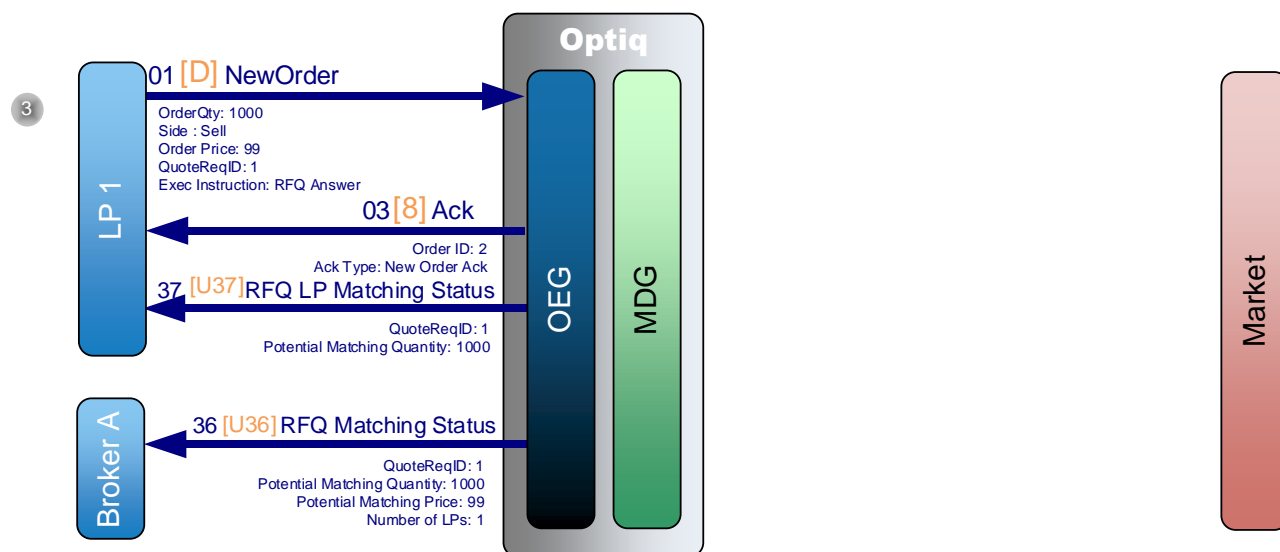 Optiq
3
LP 1
01 [D] NewOrder
OrderQty: 1000
Side : Sell
Order Price: 99
QuoteReqID: 1
Exec Instruction: RFQ Answer
03 [8] Ack
Order ID: 2
Ack Type: New Order Ack
37 [U37] RFQ LP Matching Status
QuoteReqID: 1
Potential Matching Quantity: 1000
OEG
MDG
Market
Broker A
36 [U36] RFQ Matching Status
QuoteReqID: 1
Potential Matching Quantity: 1000
Potential Matching Price: 99
Number of LPs: 1